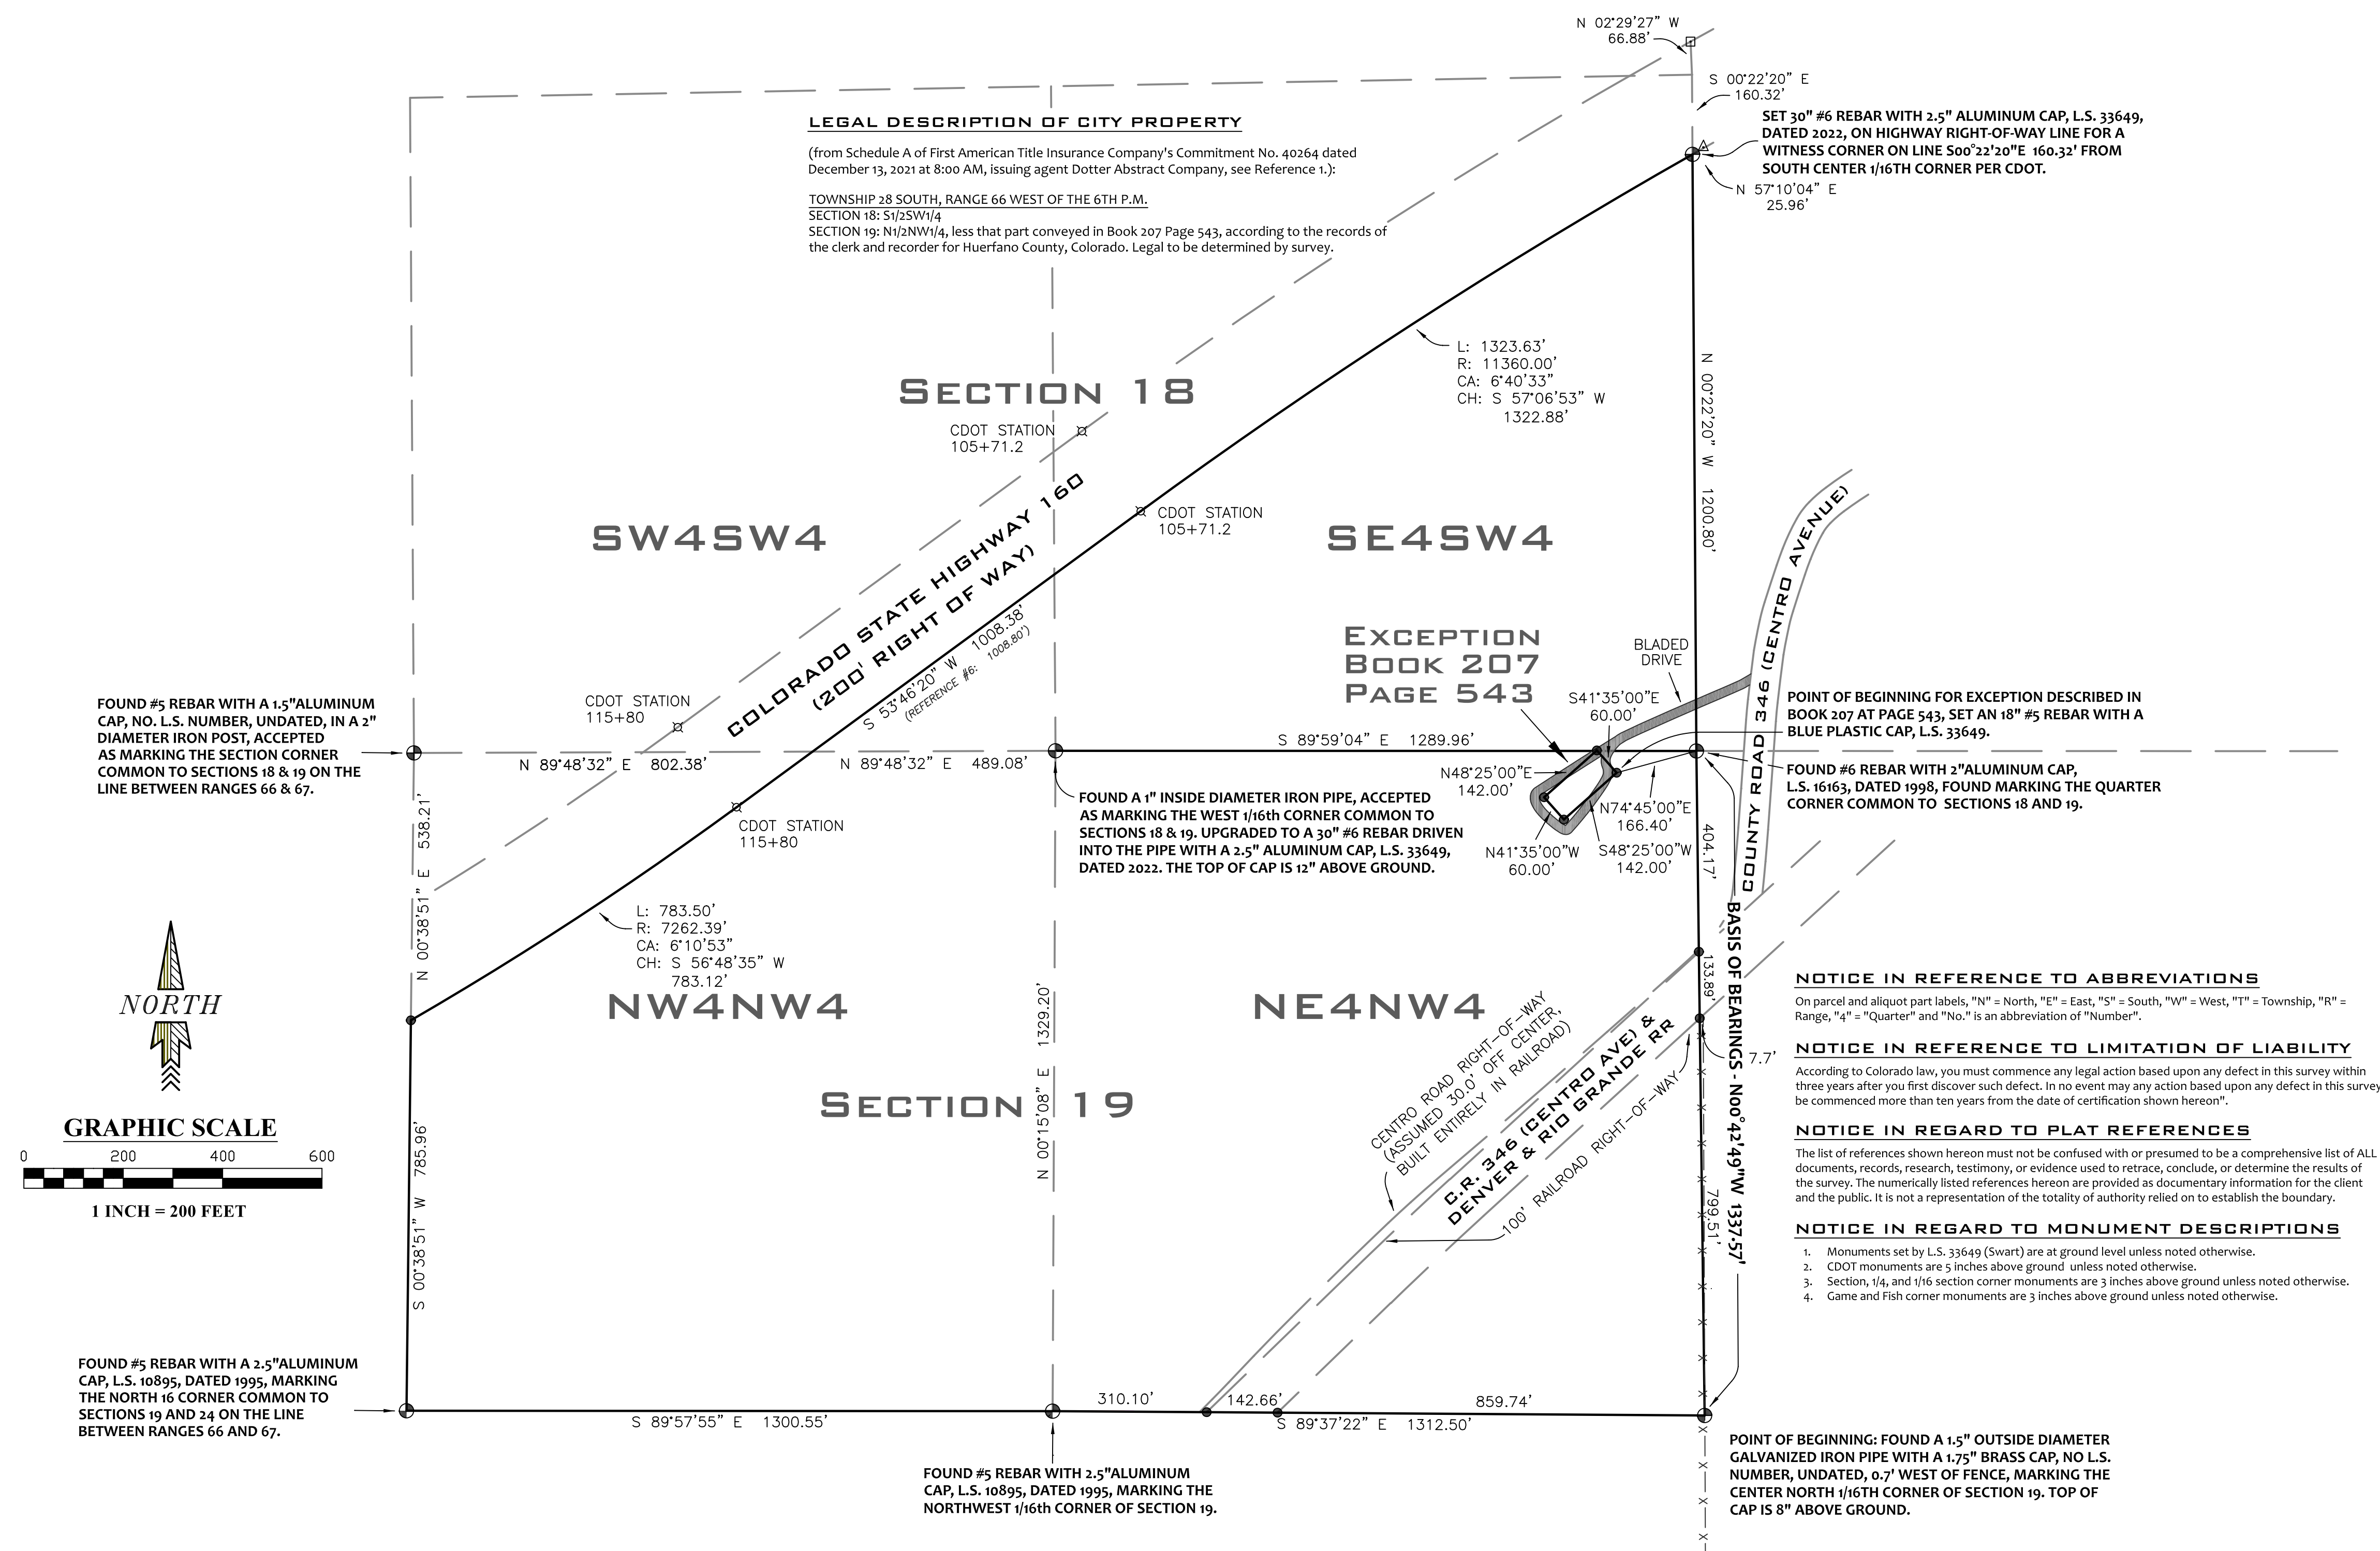 N 02°29'27" W
66.88'
S 00°22'20" E
160.32'
SET 30" #6 REBAR WITH 2.5" ALUMINUM CAP, L.S. 33649,
DATED 2022, ON HIGHWAY RIGHT-OF-WAY LINE FOR A
WITNESS CORNER ON LINE S00°22'20"E 160.32' FROM
SOUTH CENTER 1/16TH CORNER PER CDOT.
N 57°10'04" E
25.96'
LEGAL DESCRIPTION OF CITY PROPERTY
(from Schedule A of First American Title Insurance Company's Commitment No. 40264 dated
December 13, 2021 at 8:00 AM, issuing agent Dotter Abstract Company, see Reference 1.):
TOWNSHIP 28 SOUTH, RANGE 66 WEST OF THE 6TH P.M.
SECTION 18: S1/2SW1/4
SECTION 19: N1/2NW1/4, less that part conveyed in Book 207 Page 543, according to the records of
the clerk and recorder for Huerfano County, Colorado. Legal to be determined by survey.
L: 1323.63'
R: 11360.00'
CA: 6°40'33"
CH: S 57°06'53" W
1322.88'
SECTION 18
CDOT STATION
105+71.2
N 00°22'20" W 1200.80'
CDOT STATION
105+71.2
SW4SW4
SE4SW4
COLORADO STATE HIGHWAY 160
(200' RIGHT OF WAY)
S 53°46'20" W 1008.38'
(REFERENCE #6: 1008.80')
COUNTY ROAD 346 (CENTRO AVENUE)
EXCEPTION
BOOK 207
PAGE 543
BLADED
DRIVE
S41°35'00"E
60.00'
POINT OF BEGINNING FOR EXCEPTION DESCRIBED IN
BOOK 207 AT PAGE 543, SET AN 18" #5 REBAR WITH A
BLUE PLASTIC CAP, L.S. 33649.
CDOT STATION
115+80
FOUND #5 REBAR WITH A 1.5"ALUMINUM
CAP, NO. L.S. NUMBER, UNDATED, IN A 2"
DIAMETER IRON POST, ACCEPTED
AS MARKING THE SECTION CORNER
COMMON TO SECTIONS 18 & 19 ON THE
LINE BETWEEN RANGES 66 & 67.
N 89°48'32" E 802.38'
N 89°48'32" E 489.08'
S 89°59'04" E 1289.96'
N48°25'00"E
142.00'
FOUND #6 REBAR WITH 2"ALUMINUM CAP,
L.S. 16163, DATED 1998, FOUND MARKING THE QUARTER
CORNER COMMON TO SECTIONS 18 AND 19.
FOUND A 1" INSIDE DIAMETER IRON PIPE, ACCEPTED
AS MARKING THE WEST 1/16th CORNER COMMON TO
SECTIONS 18 & 19. UPGRADED TO A 30" #6 REBAR DRIVEN
INTO THE PIPE WITH A 2.5" ALUMINUM CAP, L.S. 33649,
DATED 2022. THE TOP OF CAP IS 12" ABOVE GROUND.
N74°45'00"E
166.40'
N41°35'00"W
60.00'
S48°25'00"W
142.00'
404.17'
CDOT STATION
115+80
N 00°38'51" E 538.21'
L: 783.50'
R: 7262.39'
CA: 6°10'53"
CH: S 56°48'35" W
783.12'
NORTH
NW4NW4
NE4NW4
133.89'
7.7'
BASIS OF BEARINGS - N00°42'49"W 1337.57'
N 00°15'08" E 1329.20'
SECTION 19
CENTRO ROAD RIGHT-OF-WAY
(ASSUMED 30.0' OFF CENTER,
BUILT ENTIRELY IN RAILROAD)
C.R. 346 (CENTRO AVE) &
DENVER & RIO GRANDE RR
100' RAILROAD RIGHT-OF-WAY
799.51'
GRAPHIC SCALE
0 200 400 600
1 INCH = 200 FEET
S 00°38'51" W 785.96'
NOTICE IN REFERENCE TO ABBREVIATIONS
On parcel and aliquot part labels, "N" = North, "E" = East, "S" = South, "W" = West, "T" = Township, "R" =
Range, "4" = "Quarter" and "No." is an abbreviation of "Number".
NOTICE IN REFERENCE TO LIMITATION OF LIABILITY
According to Colorado law, you must commence any legal action based upon any defect in this survey within
three years after you first discover such defect. In no event may any action based upon any defect in this survey
be commenced more than ten years from the date of certification shown hereon".
NOTICE IN REGARD TO PLAT REFERENCES
The list of references shown hereon must not be confused with or presumed to be a comprehensive list of ALL
documents, records, research, testimony, or evidence used to retrace, conclude, or determine the results of
the survey. The numerically listed references hereon are provided as documentary information for the client
and the public. It is not a representation of the totality of authority relied on to establish the boundary.
NOTICE IN REGARD TO MONUMENT DESCRIPTIONS
1. Monuments set by L.S. 33649 (Swart) are at ground level unless noted otherwise.
2. CDOT monuments are 5 inches above ground unless noted otherwise.
3. Section, 1/4, and 1/16 section corner monuments are 3 inches above ground unless noted otherwise.
4. Game and Fish corner monuments are 3 inches above ground unless noted otherwise.
FOUND #5 REBAR WITH A 2.5"ALUMINUM
CAP, L.S. 10895, DATED 1995, MARKING
THE NORTH 16 CORNER COMMON TO
SECTIONS 19 AND 24 ON THE LINE
BETWEEN RANGES 66 AND 67.
S 89°57'55" E 1300.55'
310.10'
142.66'
859.74'
S 89°37'22" E 1312.50'
FOUND #5 REBAR WITH 2.5"ALUMINUM
CAP, L.S. 10895, DATED 1995, MARKING THE
NORTHWEST 1/16th CORNER OF SECTION 19.
POINT OF BEGINNING: FOUND A 1.5" OUTSIDE DIAMETER
GALVANIZED IRON PIPE WITH A 1.75" BRASS CAP, NO L.S.
NUMBER, UNDATED, 0.7' WEST OF FENCE, MARKING THE
CENTER NORTH 1/16TH CORNER OF SECTION 19. TOP OF
CAP IS 8" ABOVE GROUND.